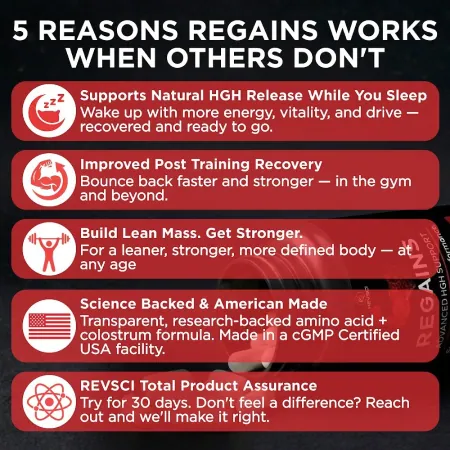 5 REASONS REGAINS WORKS
WHEN OTHERS DON'T
zzz
Supports Natural HGH Release While You Sleep
Wake up with more energy, vitality, and drive —
recovered and ready to go.
Improved Post Training Recovery
Bounce back faster and stronger — in the gym
and beyond.
Build Lean Mass. Get Stronger.
For a leaner, stronger, more defined body — at
any age
Science Backed & American Made
Transparent, research-backed amino acid +
colostrum formula. Made in a cGMP Certified
USA facility.
REVSCI Total Product Assurance
Try for 30 days. Don't feel a difference? Reach
out and we'll make it right.
REGAINS
ADVANCED HGH SUPPORT